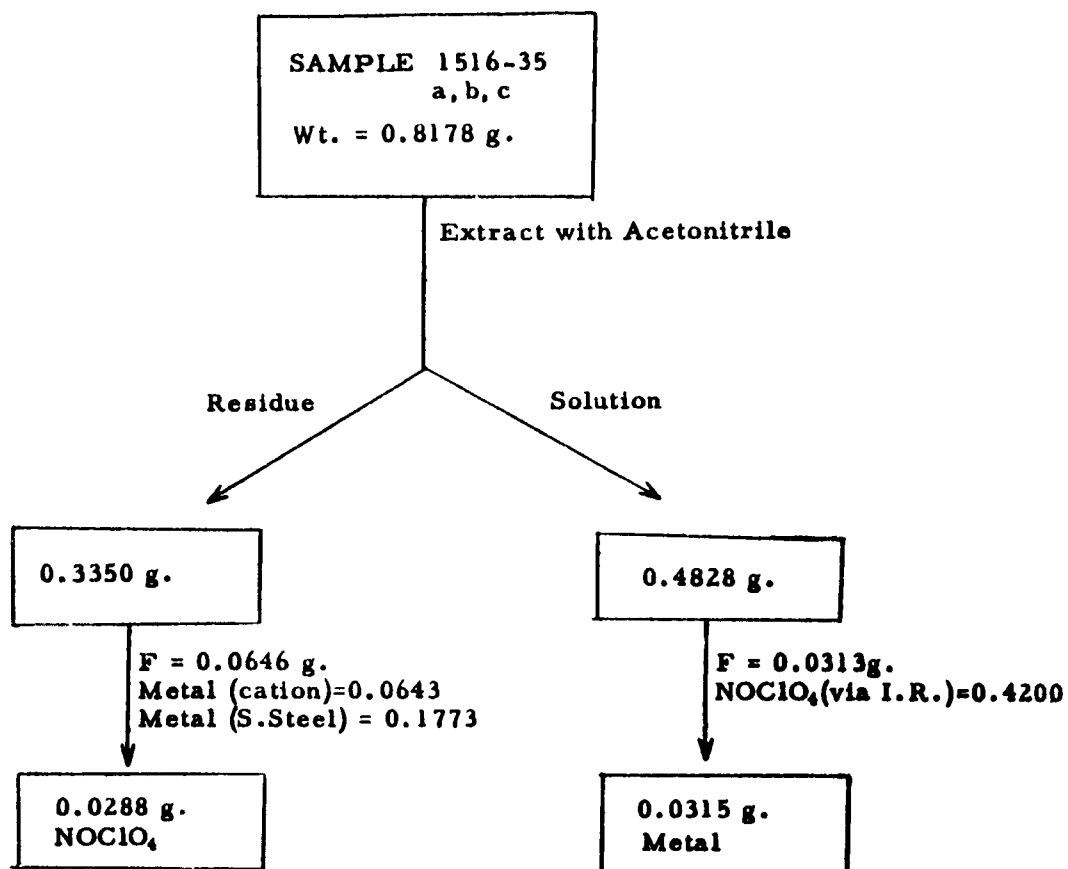 SAMPLE 1516-35
a, b, c
Wt. = 0.8178 g.
Extract with Acetonitrile
Residue
Solution
0.3350 g.
0.4828 g.
F = 0.0646 g.
Metal (cation)=0.0643
Metal (S.Steel) = 0.1773
F = 0.0313g.
NOClO₄(via I.R.)=0.4200
0.0288 g.
NOClO₄
0.0315 g.
Metal